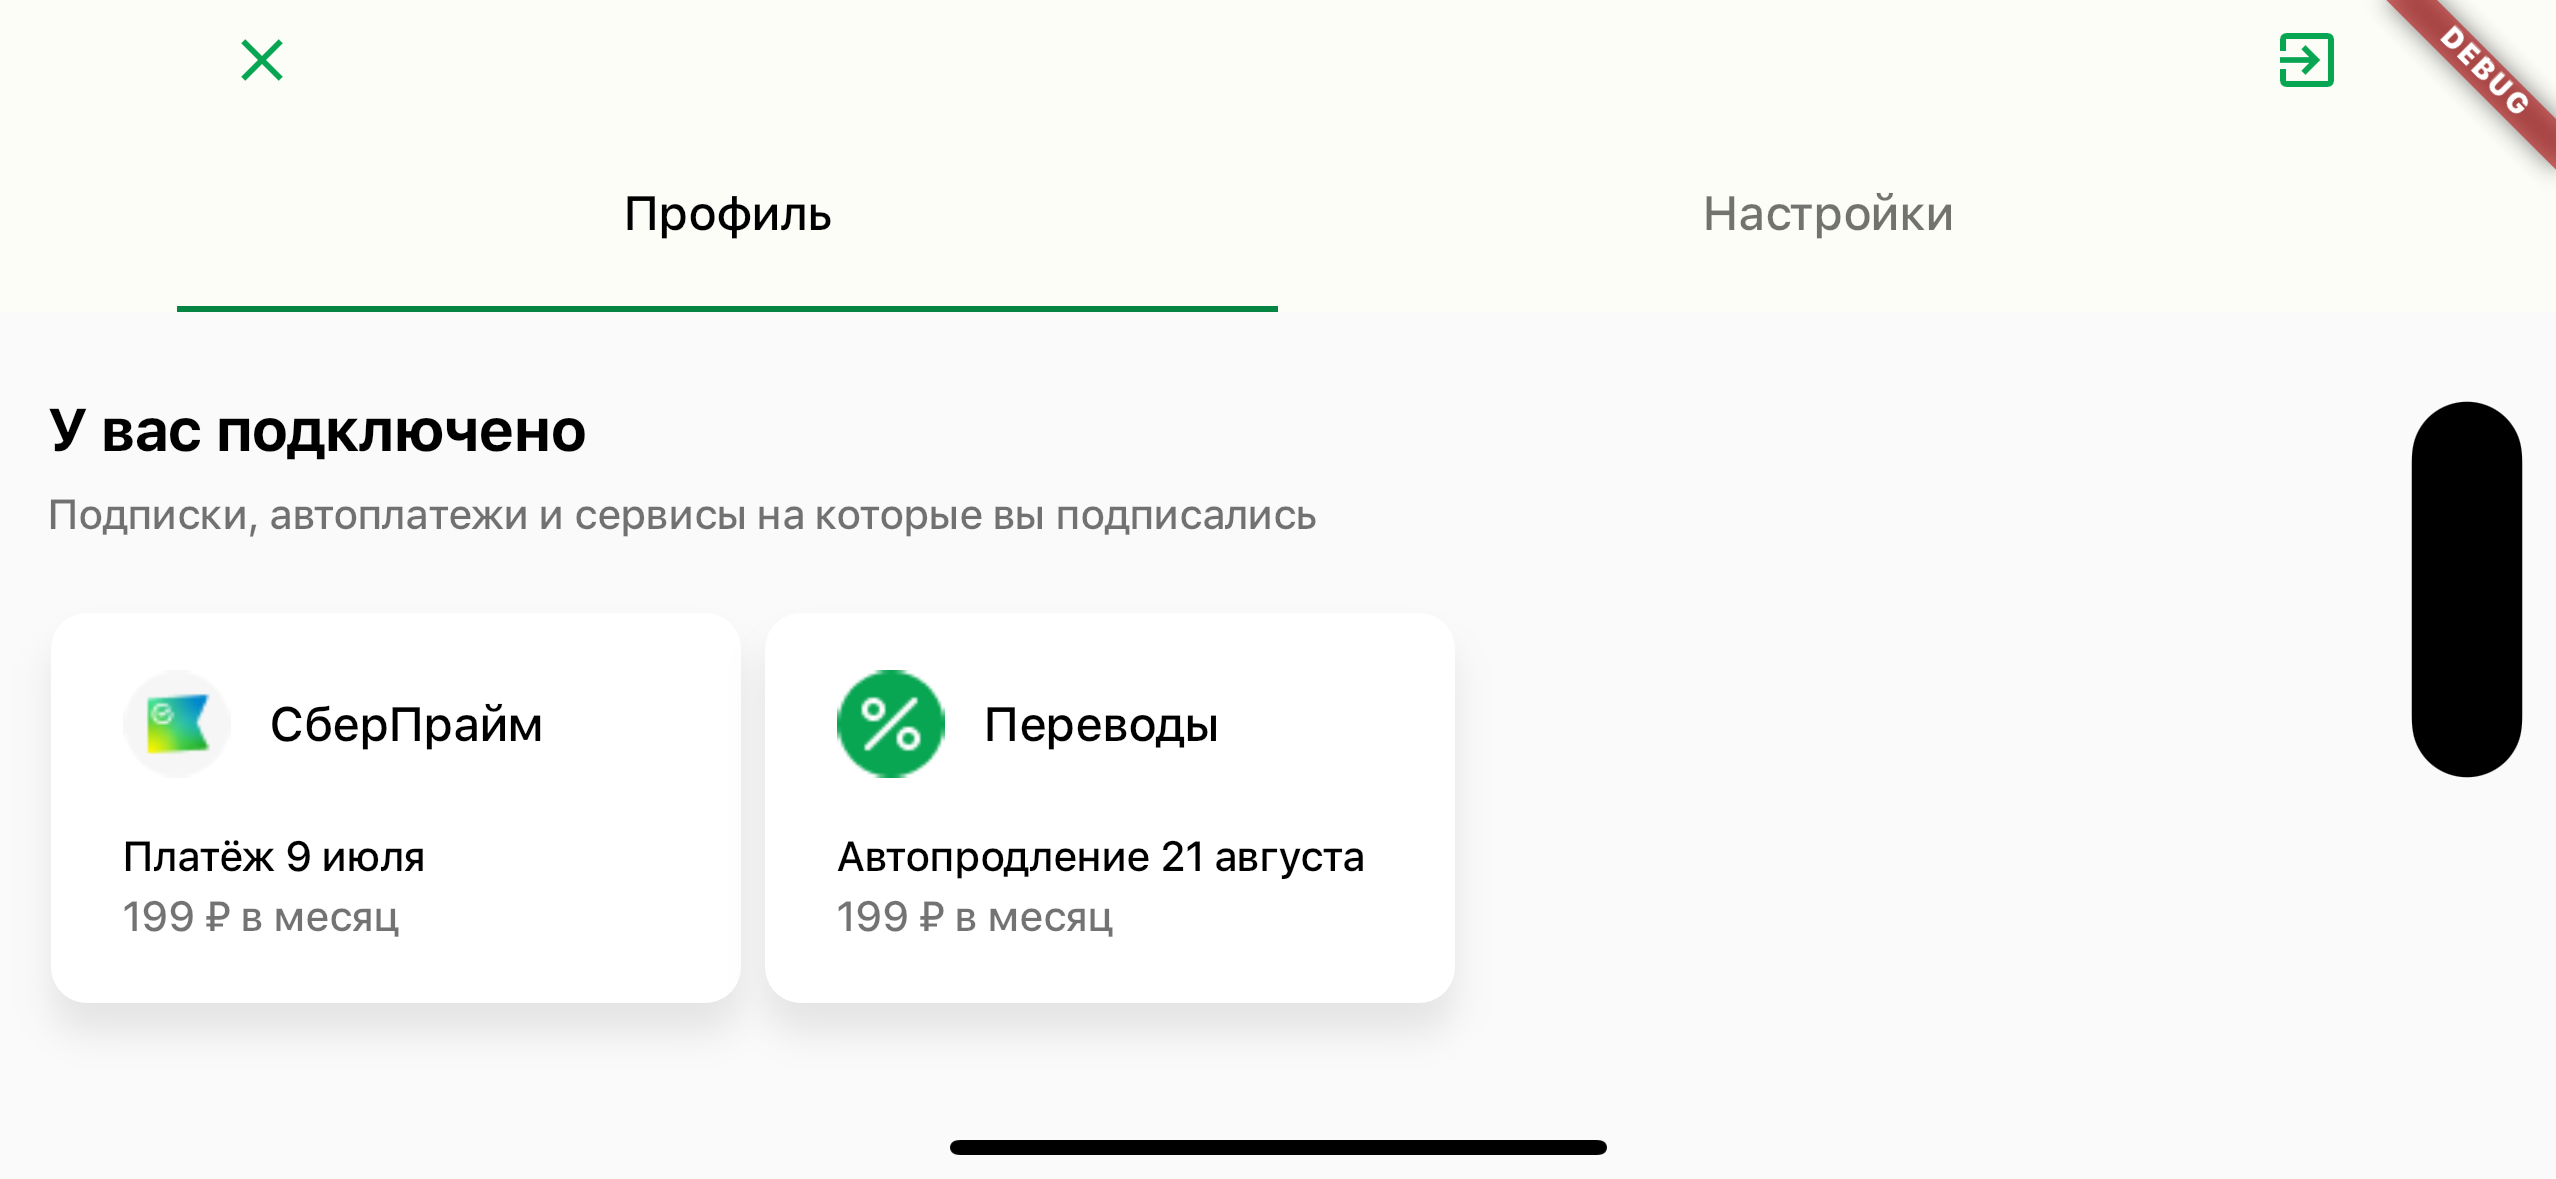 DEBUG
Профиль
Настройки
У вас подключено
Подписки, автоплатежи и сервисы на которые вы подписались
СберПрайм
Платёж 9 июля
199 ₽ в месяц
Переводы
Автопродление 21 августа
199 ₽ в месяц